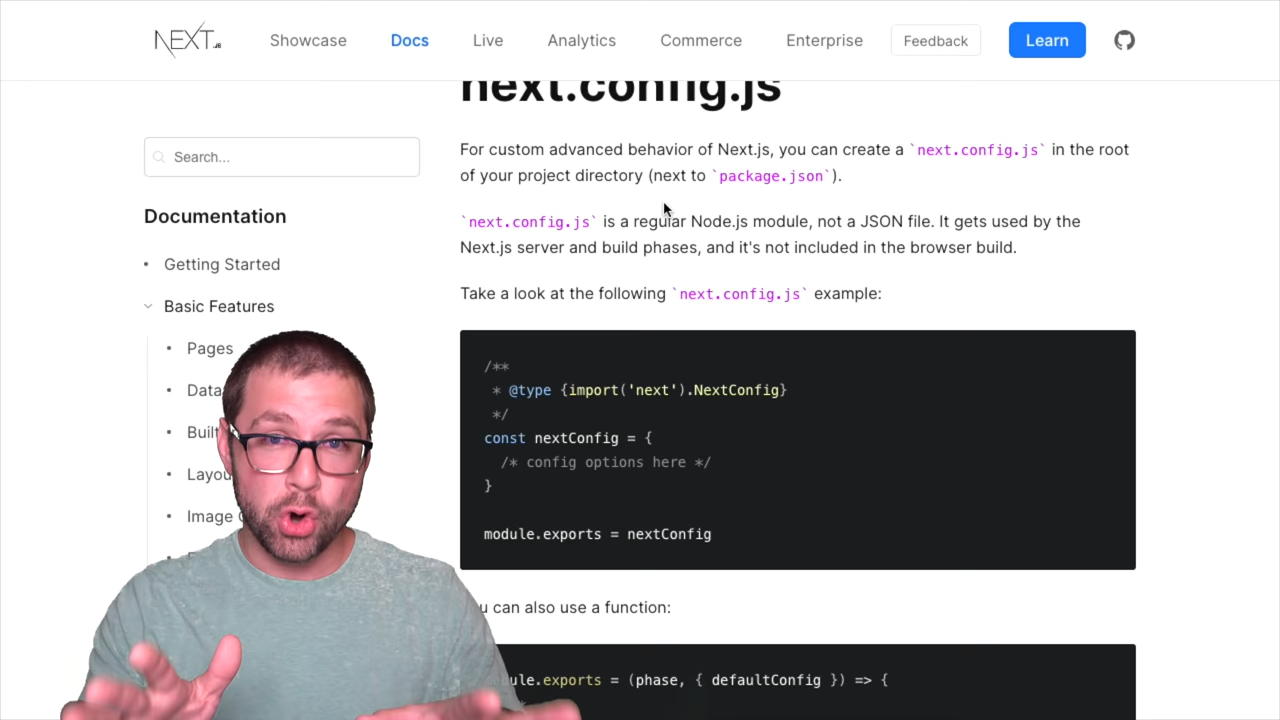 NEXT.JS
Showcase
Docs
Live
Analytics
Commerce
Enterprise
Feedback
Learn
next.config.js
Search...
Documentation
Getting Started
Basic Features
Pages
Data
Built
Layou
Image
For custom advanced behavior of Next.js, you can create a `next.config.js` in the root
of your project directory (next to `package.json`).
`next.config.js` is a regular Node.js module, not a JSON file. It gets used by the
Next.js server and build phases, and it's not included in the browser build.
Take a look at the following `next.config.js` example:
/**
* @type {import('next').NextConfig}
*/
const nextConfig = {
/* config options here */
}
module.exports = nextConfig
u can also use a function:
ule.exports = (phase, { defaultConfig }) => {